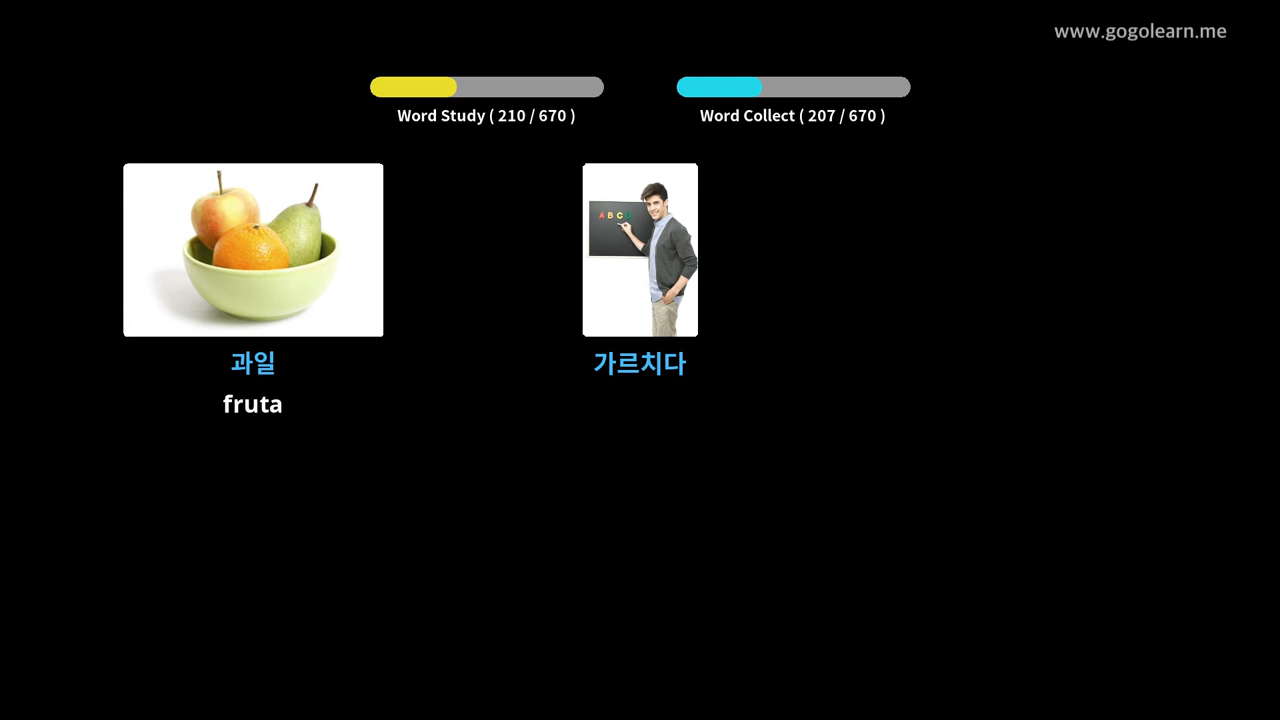 www.gogolearn.me
Word Study ( 210 / 670 )
Word Collect ( 207 / 670 )
A B C
과일
가르치다
fruta